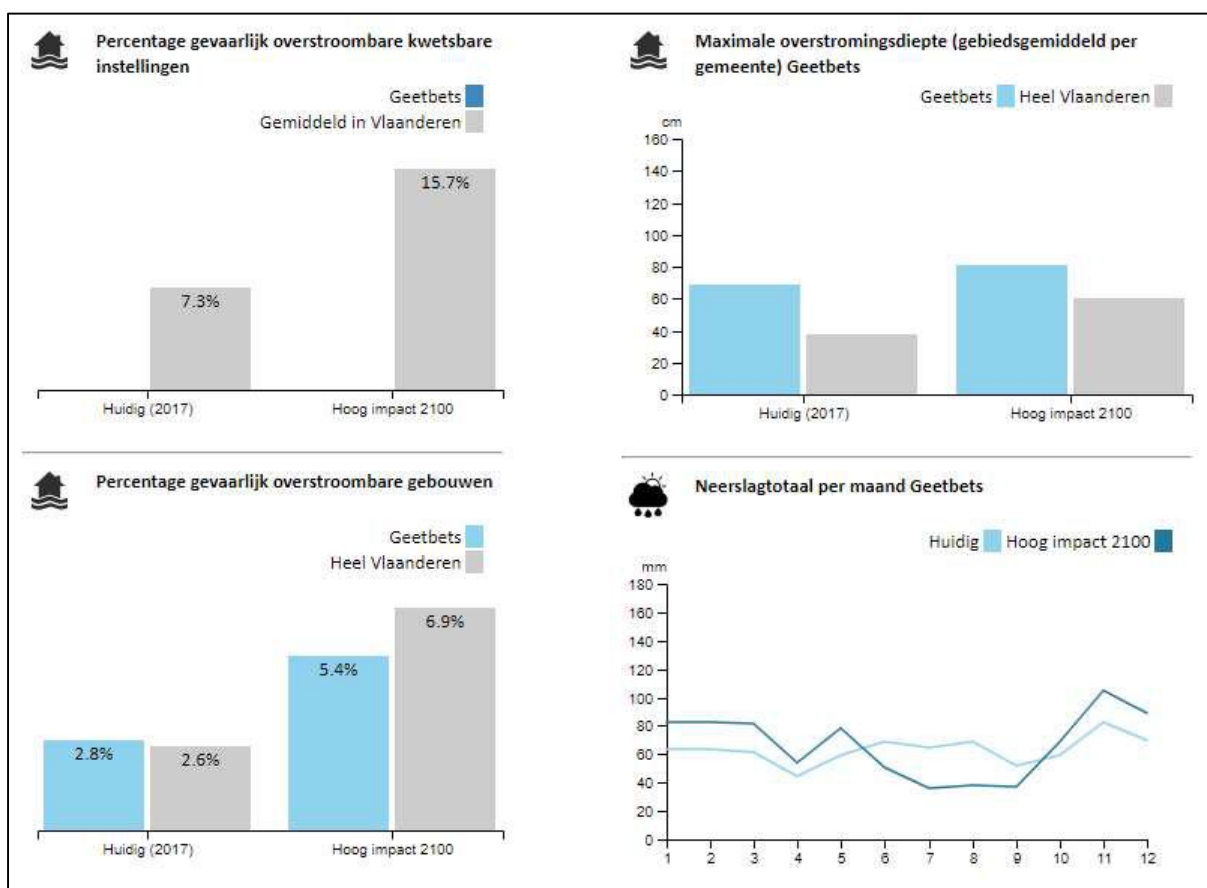 Percentage gevaarlijk overstroombare kwetsbare
instellingen
Geetbets
Gemiddeld in Vlaanderen
15.7%
7.3%
Huidig (2017)
Hoog impact 2100
Maximale overstromingsdiepte (gebiedsgemiddeld per
gemeente) Geetbets
Geetbets
Heel Vlaanderen
cm
160
140
120
100
80
60
40
20
0
Huidig (2017)
Hoog impact 2100
Percentage gevaarlijk overstroombare gebouwen
Geetbets
Heel Vlaanderen
6.9%
5.4%
2.8%
2.6%
Huidig (2017)
Hoog impact 2100
Neerslagtotaal per maand Geetbets
Huidig
Hoog impact 2100
mm
180
160
140
120
100
80
60
40
20
0
1 2 3 4 5 6 7 8 9 10 11 12